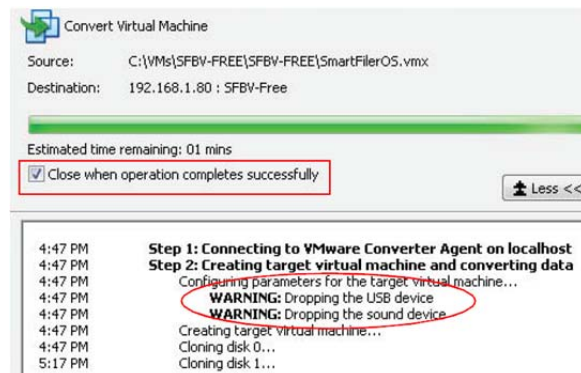 Convert Virtual Machine
Source: C:\VMs\SFBV-FREE\SFBV-FREE\SmartFilerOS.vmx
Destination: 192.168.1.80 : SFBV-Free
Estimated time remaining: 01 mins
Close when operation completes successfully
Less <<
4:47 PM Step 1: Connecting to VMware Converter Agent on localhost
4:47 PM Step 2: Creating target virtual machine and converting data
4:47 PM Configuring parameters for the target virtual machine...
4:47 PM WARNING: Dropping the USB device
4:47 PM WARNING: Dropping the sound device
4:47 PM Creating target virtual machine...
4:47 PM Cloning disk 0...
5:17 PM Cloning disk 1...